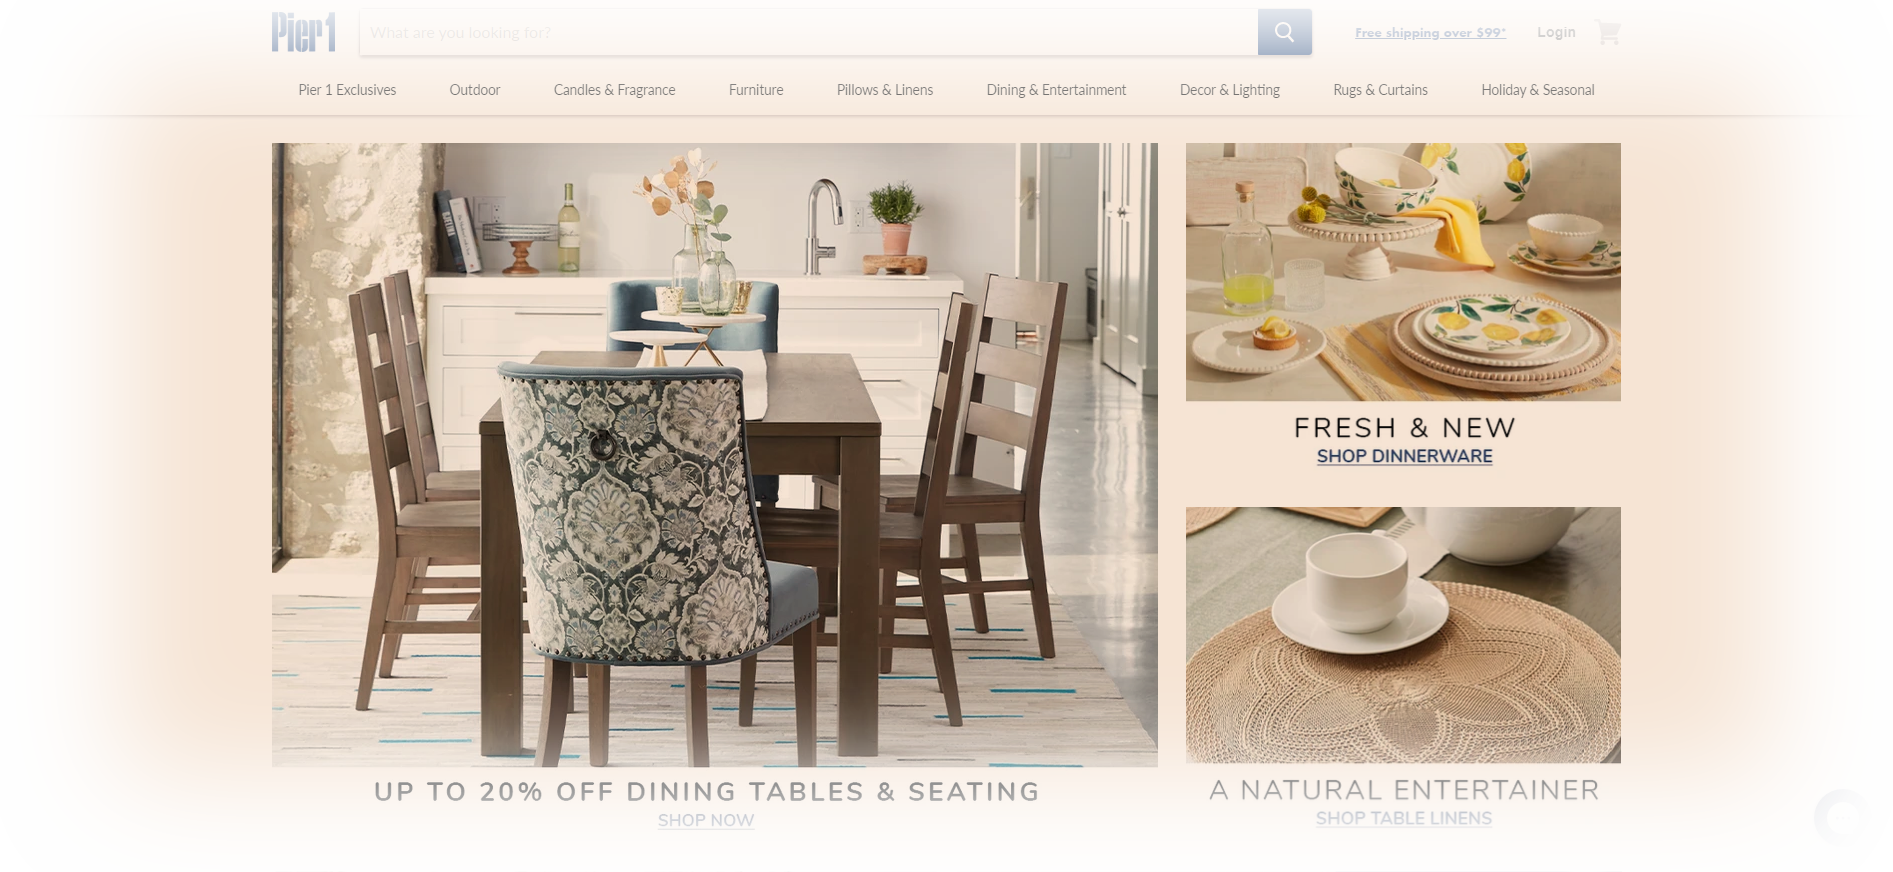 Pier 1
What are you looking for?
Free shipping over $99*
Login
Pier 1 Exclusives
Outdoor
Candles & Fragrance
Furniture
Pillows & Linens
Dining & Entertainment
Decor & Lighting
Rugs & Curtains
Holiday & Seasonal
FRESH & NEW
SHOP DINNERWARE
UP TO 20% OFF DINING TABLES & SEATING
SHOP NOW
A NATURAL ENTERTAINER
SHOP TABLE LINENS